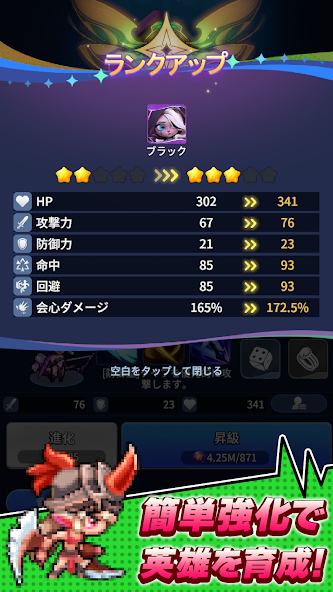 ランクアップ
ブラック
HP 302 341
攻撃力 67 76
防御力 21 23
命中 85 93
回避 85 93
会心ダメージ 165% 172.5%
空白をタップして閉じる
撃します。
76 23 341
進化 昇級
4.25M/871
簡単強化で
英雄を育成!